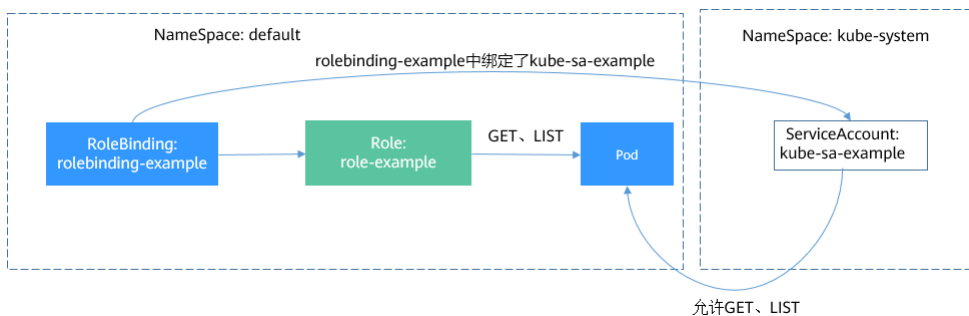 NameSpace: default
NameSpace: kube-system
rolebinding-example中绑定了kube-sa-example
RoleBinding:
rolebinding-example
Role:
role-example
GET、LIST
Pod
ServiceAccount:
kube-sa-example
允许GET、LIST